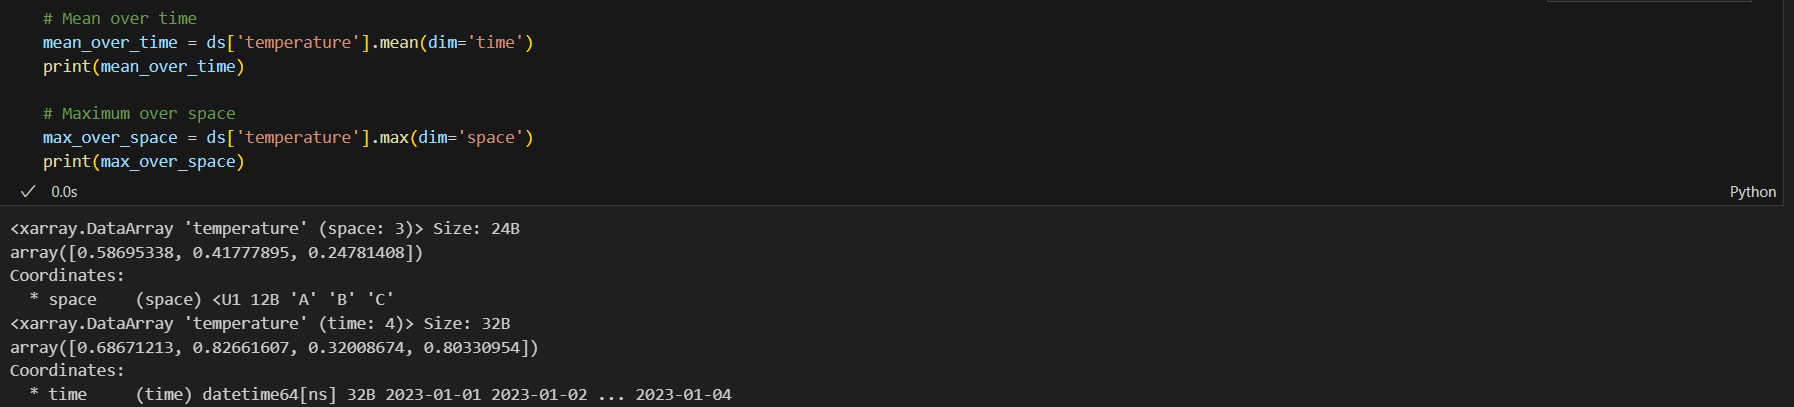 # Mean over time
mean_over_time = ds['temperature'].mean(dim='time')
print(mean_over_time)
# Maximum over space
max_over_space = ds['temperature'].max(dim='space')
print(max_over_space)
0.0s
Python
<xarray.DataArray 'temperature' (space: 3)> Size: 24B
array([0.58695338, 0.41777895, 0.24781408])
Coordinates:
  * space    (space) <U1 12B 'A' 'B' 'C'
<xarray.DataArray 'temperature' (time: 4)> Size: 32B
array([0.68671213, 0.82661607, 0.32008674, 0.80330954])
Coordinates:
  * time     (time) datetime64[ns] 32B 2023-01-01 2023-01-02 ... 2023-01-04